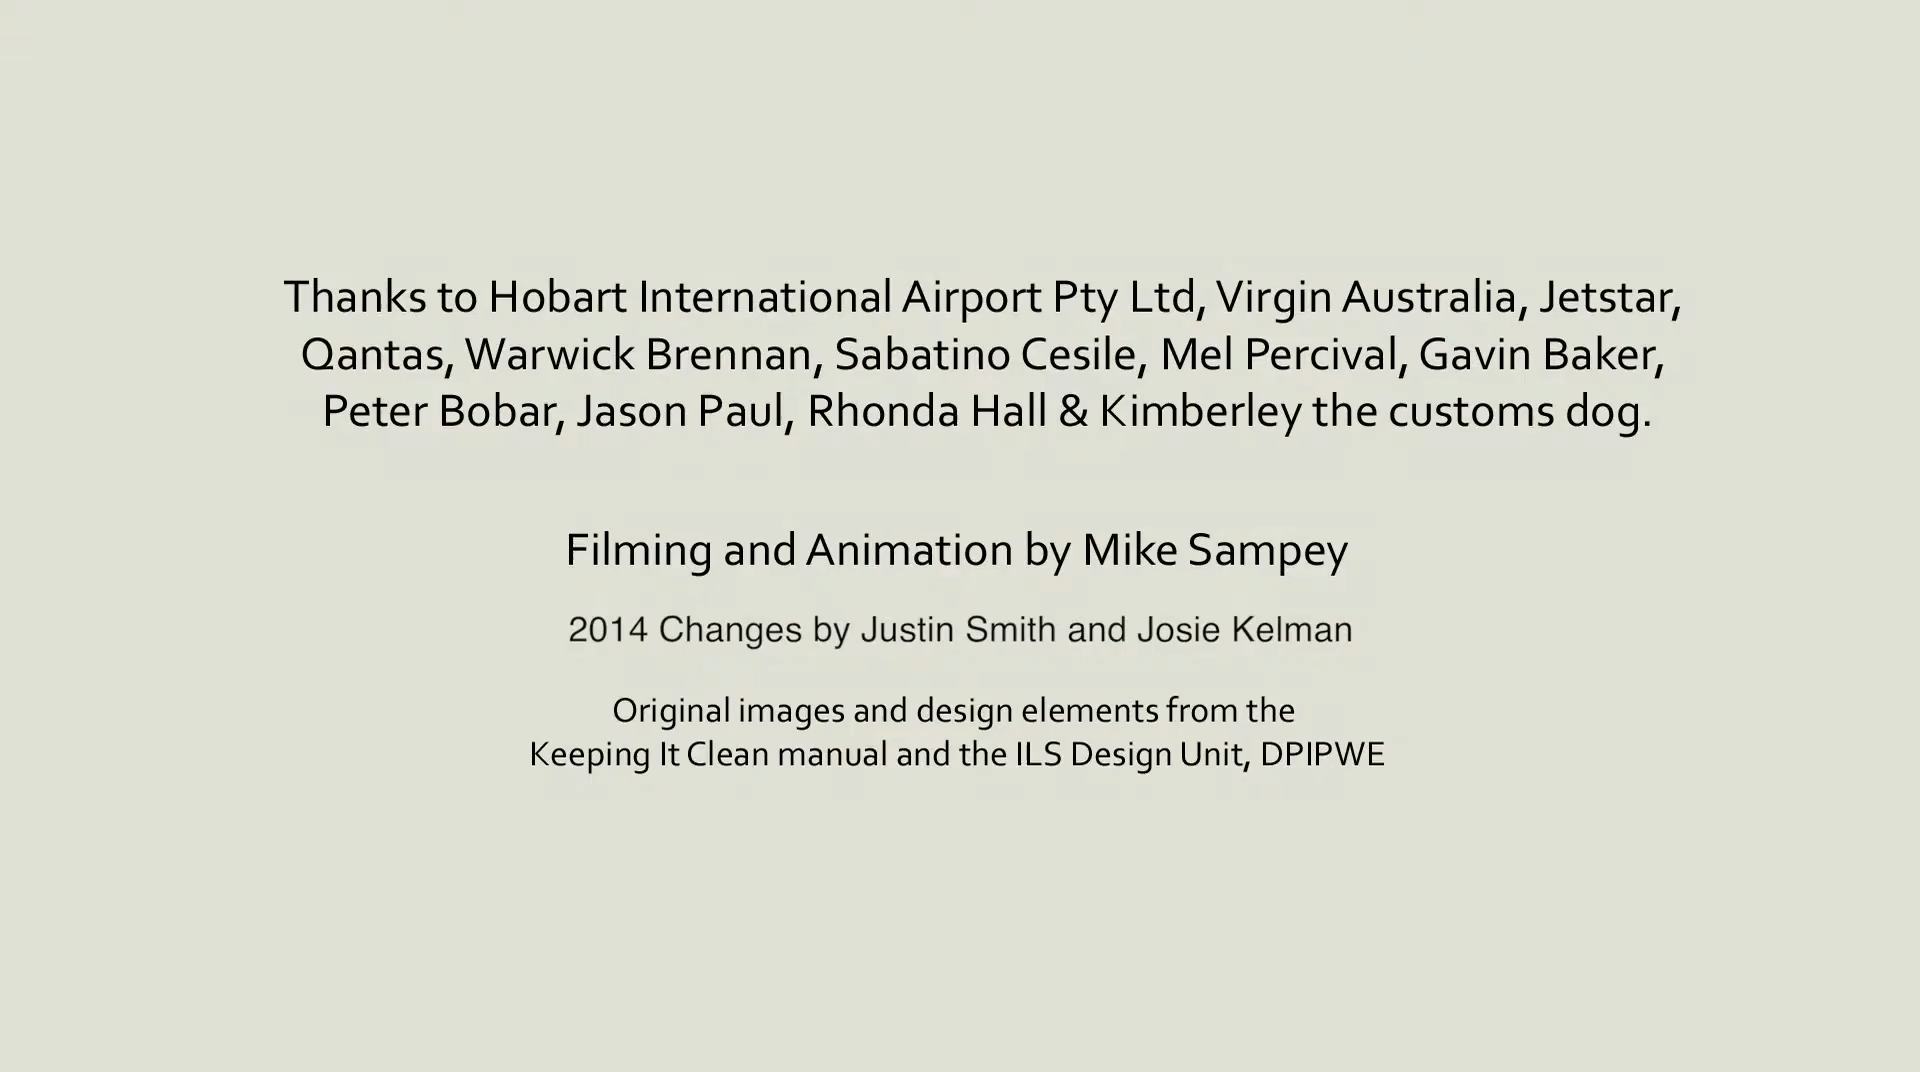 Thanks to Hobart International Airport Pty Ltd, Virgin Australia, Jetstar,
Qantas, Warwick Brennan, Sabatino Cesile, Mel Percival, Gavin Baker,
Peter Bobar, Jason Paul, Rhonda Hall & Kimberley the customs dog.
Filming and Animation by Mike Sampey
2014 Changes by Justin Smith and Josie Kelman
Original images and design elements from the
Keeping It Clean manual and the ILS Design Unit, DPIPWE